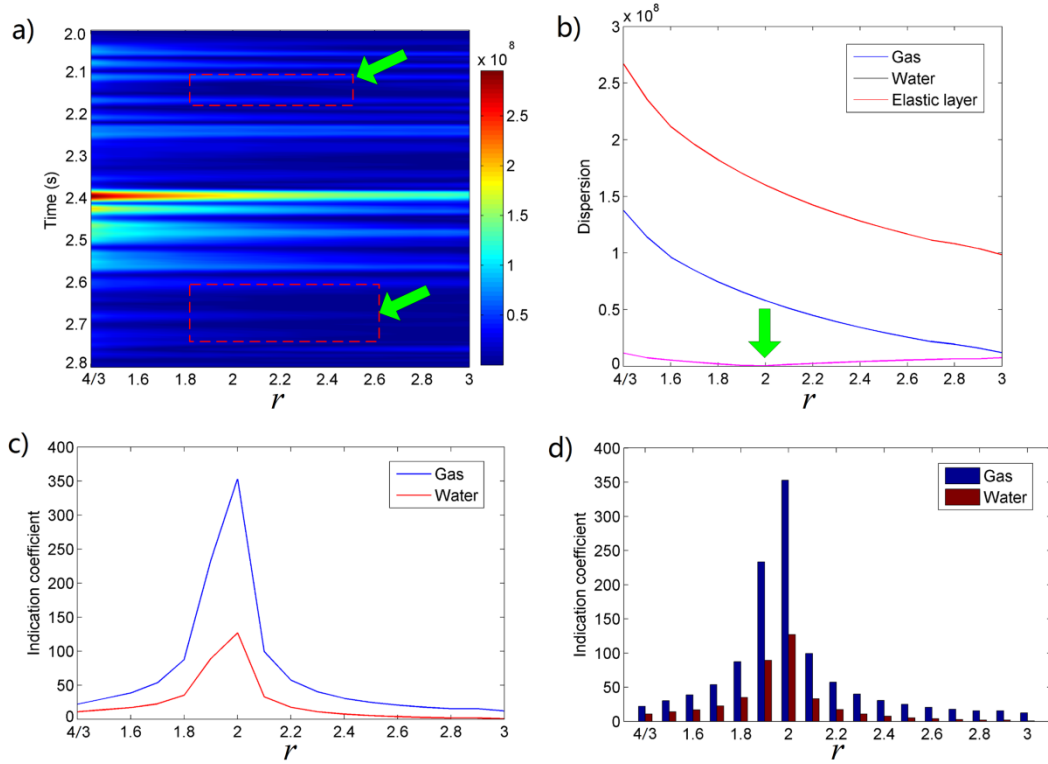 a)
2.0
2.1
2.2
2.3
2.4
2.5
2.6
2.7
2.8
Time (s)
4/3 1.6 1.8 2 2.2 2.4 2.6 2.8 3
r
x 10^8
2.5
2
1.5
1
0.5
b)
x 10^8
3
2.5
2
1.5
1
0.5
0
Dispersion
Gas
Water
Elastic layer
4/3 1.6 1.8 2 2.2 2.4 2.6 2.8 3
r
c)
400
350
300
250
200
150
100
50
0
Indication coefficient
Gas
Water
4/3 1.6 1.8 2 2.2 2.4 2.6 2.8 3
r
d)
400
350
300
250
200
150
100
50
0
Indication coefficient
Gas
Water
4/3 1.6 1.8 2 2.2 2.4 2.6 2.8 3
r